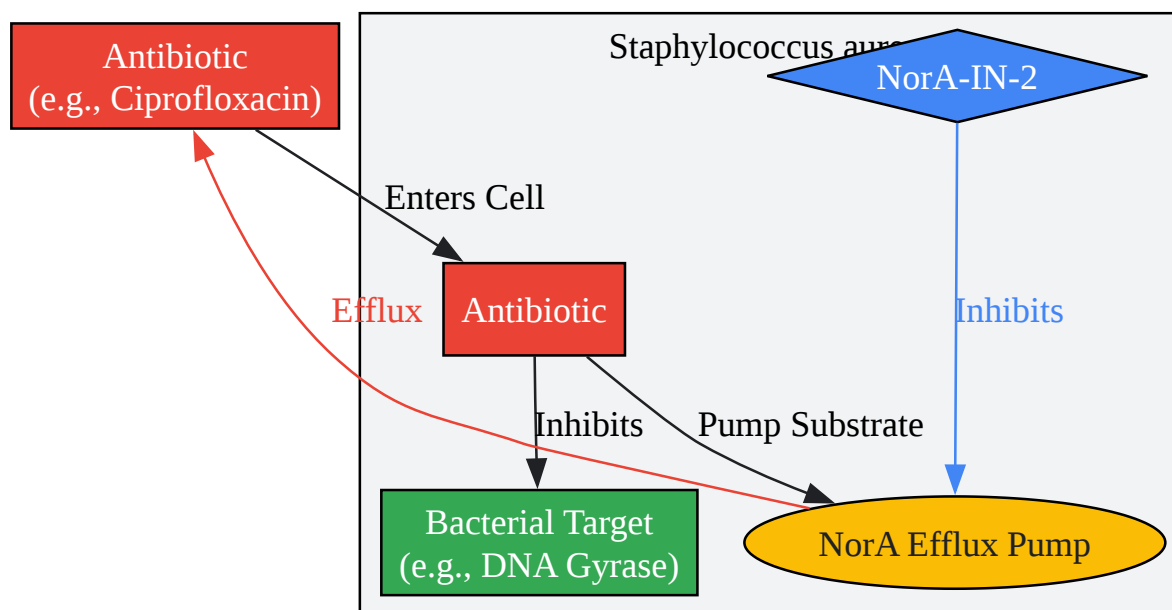 Staphylococcus aure
Antibiotic
(e.g., Ciprofloxacin)
NorA-IN-2
Enters Cell
Efflux
Antibiotic
Inhibits
Inhibits
Pump Substrate
Bacterial Target
(e.g., DNA Gyrase)
NorA Efflux Pump